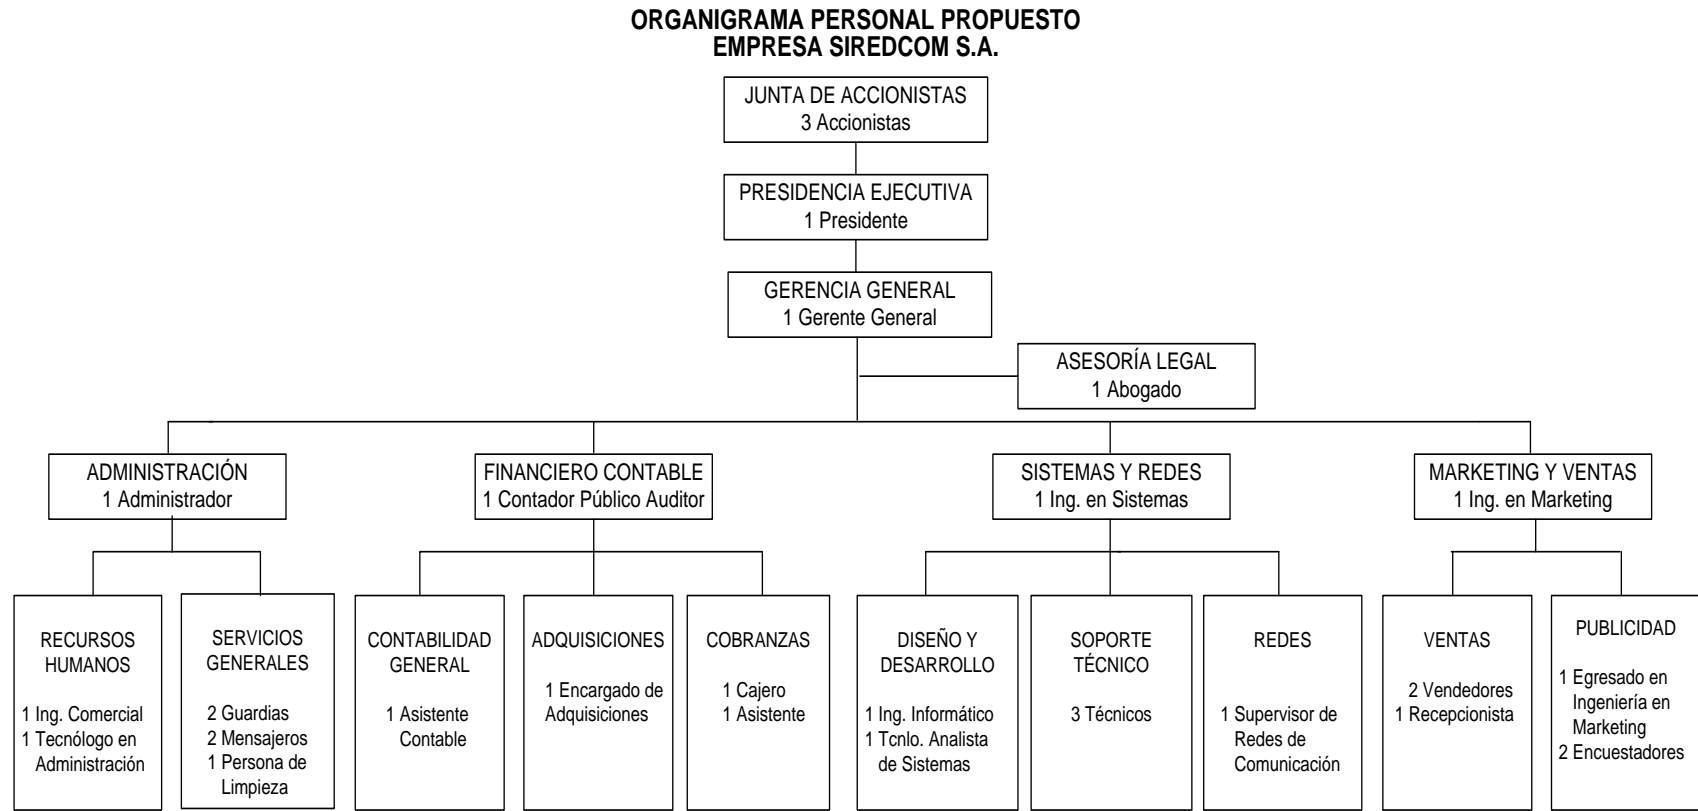 ORGANIGRAMA PERSONAL PROPUESTO
EMPRESA SIREDCOM S.A.
JUNTA DE ACCIONISTAS
3 Accionistas
PRESIDENCIA EJECUTIVA
1 Presidente
GERENCIA GENERAL
1 Gerente General
ASESORÍA LEGAL
1 Abogado
ADMINISTRACIÓN
1 Administrador
FINANCIERO CONTABLE
1 Contador Público Auditor
SISTEMAS Y REDES
1 Ing. en Sistemas
MARKETING Y VENTAS
1 Ing. en Marketing
RECURSOS
HUMANOS
1 Ing. Comercial
1 Tecnólogo en
Administración
SERVICIOS
GENERALES
2 Guardias
2 Mensajeros
1 Persona de
Limpieza
CONTABILIDAD
GENERAL
1 Asistente
Contable
ADQUISICIONES
1 Encargado de
Adquisiciones
COBRANZAS
1 Cajero
1 Asistente
DISEÑO Y
DESARROLLO
1 Ing. Informático
1 Tcnlo. Analista
de Sistemas
SOPORTE
TÉCNICO
3 Técnicos
REDES
1 Supervisor de
Redes de
Comunicación
VENTAS
2 Vendedores
1 Recepcionista
PUBLICIDAD
1 Egresado en
Ingeniería en
Marketing
2 Encuestadores